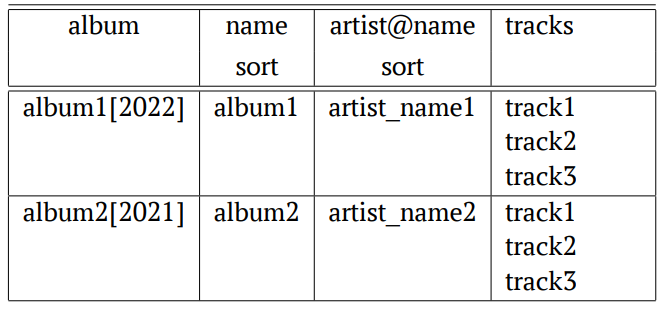 album name artist@name tracks
sort sort
album1[2022] album1 artist_name1 track1
track2
track3
album2[2021] album2 artist_name2 track1
track2
track3